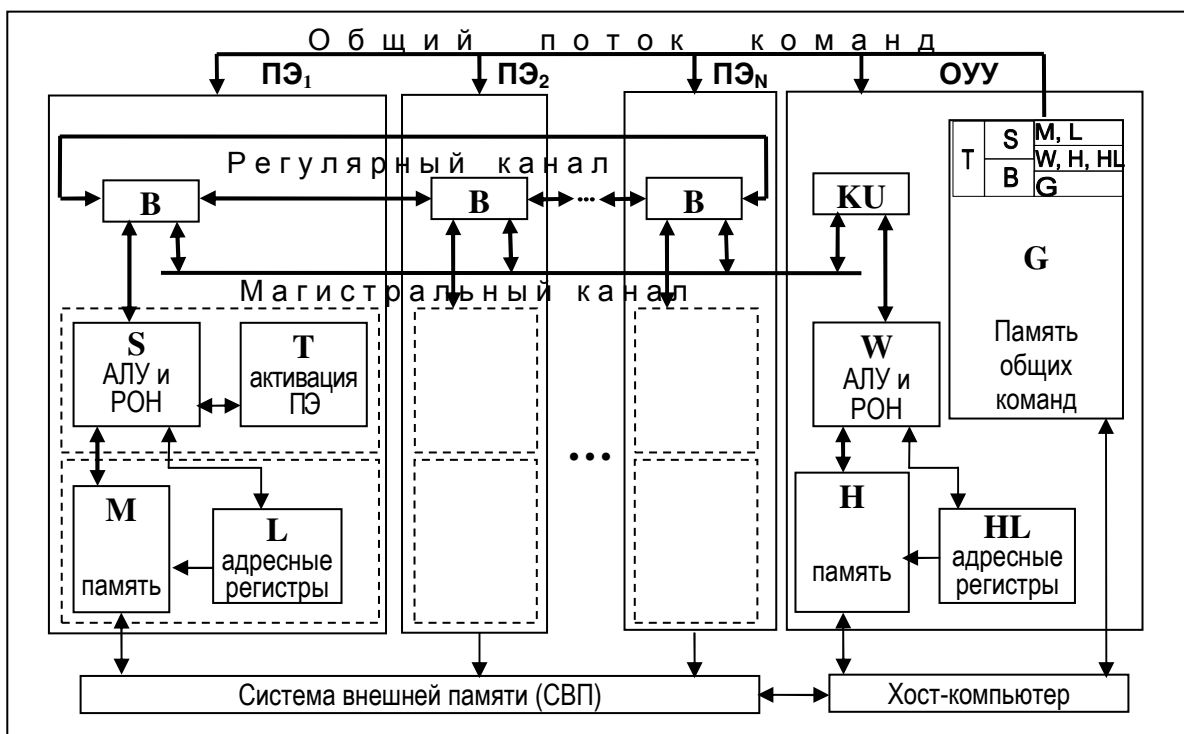 Общий поток команд
ПЭ1 ПЭ2 ПЭN ОУУ
T S M, L
W, H, HL
B G
Регулярный канал
B B ... B KU
G
Магистральный канал
S T W Память
АЛУ и активация АЛУ и общих
РОН ПЭ РОН команд
...
M L H HL
адресные адресные
память регистры память регистры
Система внешней памяти (СВП) Хост-компьютер